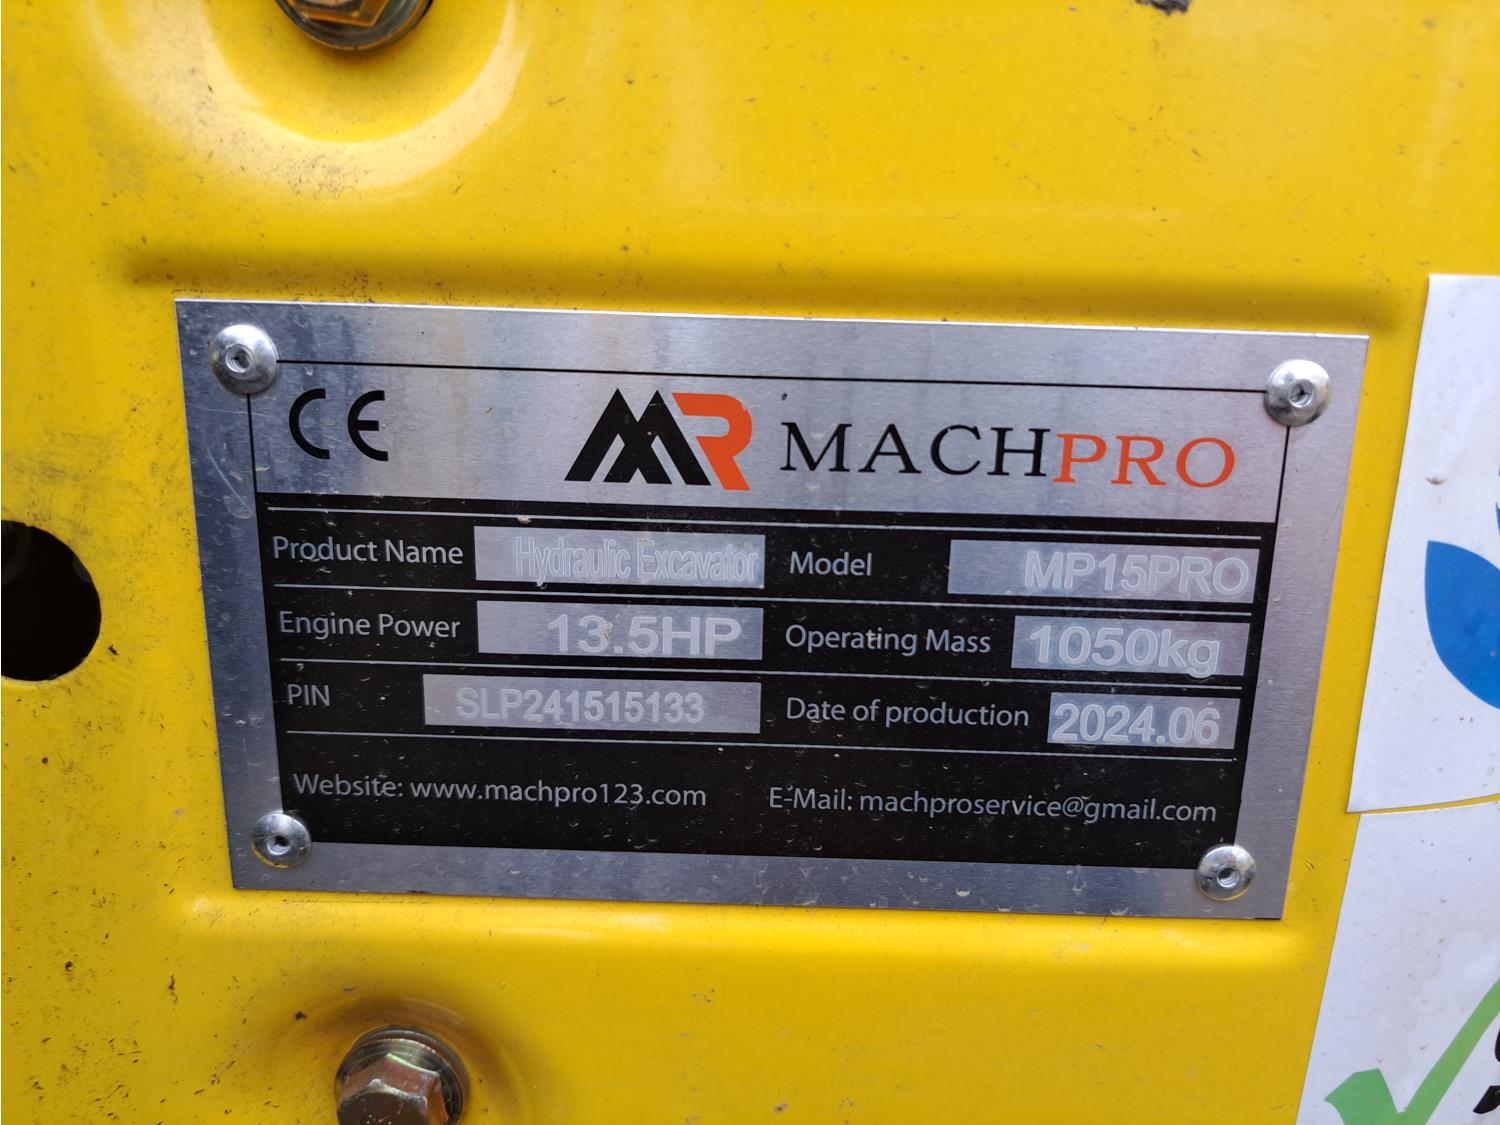 CE MACHPRO
Product Name Hydraulic Excavator Model MP15PRO
Engine Power 13.5HP Operating Mass 1050kg
PIN SLP241515133 Date of production 2024.06
Website: www.machpro123.com E-Mail: machproservice@gmail.com